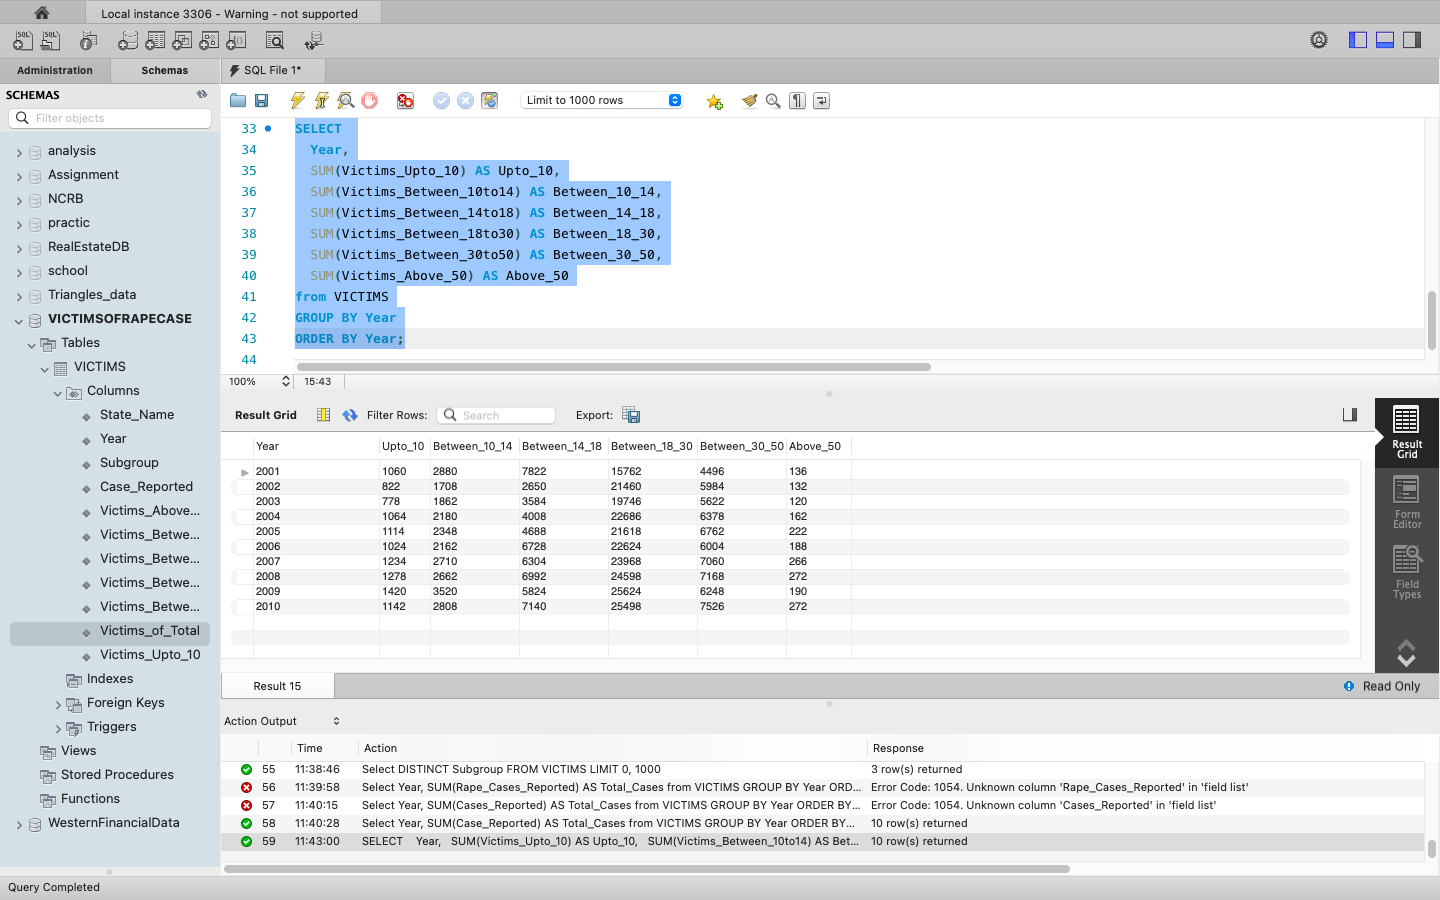 Local instance 3306 - Warning - not supported
Administration Schemas SQL File 1*
SCHEMAS
Filter objects
Limit to 1000 rows
analysis
Assignment
NCRB
practic
RealEstateDB
school
Triangles_data
VICTIMSOFRAPECASE
Tables
VICTIMS
Columns
State_Name
Year
Subgroup
Case_Reported
Victims_Above...
Victims_Betwe...
Victims_Betwe...
Victims_Betwe...
Victims_Betwe...
Victims_of_Total
Victims_Upto_10
Indexes
Foreign Keys
Triggers
Views
Stored Procedures
Functions
WesternFinancialData
33 SELECT
34 Year,
35 SUM(Victims_Upto_10) AS Upto_10,
36 SUM(Victims_Between_10to14) AS Between_10_14,
37 SUM(Victims_Between_14to18) AS Between_14_18,
38 SUM(Victims_Between_18to30) AS Between_18_30,
39 SUM(Victims_Between_30to50) AS Between_30_50,
40 SUM(Victims_Above_50) AS Above_50
41 from VICTIMS
42 GROUP BY Year
43 ORDER BY Year;
44
100% 15:43
Result Grid Filter Rows: Search Export:
Year Upto_10 Between_10_14 Between_14_18 Between_18_30 Between_30_50 Above_50
2001 1060 2880 7822 15762 4496 136
2002 822 1708 2650 21460 5984 132
2003 778 1862 3584 19746 5622 120
2004 1064 2180 4008 22686 6378 162
2005 1114 2348 4688 21618 6762 222
2006 1024 2162 6728 22624 6004 188
2007 1234 2710 6304 23968 7060 266
2008 1278 2662 6992 24598 7168 272
2009 1420 3520 5824 25624 6248 190
2010 1142 2808 7140 25498 7526 272
Result
Grid
Form
Editor
Field
Types
Result 15 Read Only
Action Output
Time Action Response
55 11:38:46 Select DISTINCT Subgroup FROM VICTIMS LIMIT 0, 1000 3 row(s) returned
56 11:39:58 Select Year, SUM(Rape_Cases_Reported) AS Total_Cases from VICTIMS GROUP BY Year ORD... Error Code: 1054. Unknown column 'Rape_Cases_Reported' in 'field list'
57 11:40:15 Select Year, SUM(Cases_Reported) AS Total_Cases from VICTIMS GROUP BY Year ORDER BY... Error Code: 1054. Unknown column 'Cases_Reported' in 'field list'
58 11:40:28 Select Year, SUM(Case_Reported) AS Total_Cases from VICTIMS GROUP BY Year ORDER BY... 10 row(s) returned
59 11:43:00 SELECT Year, SUM(Victims_Upto_10) AS Upto_10, SUM(Victims_Between_10to14) AS Bet... 10 row(s) returned
Query Completed